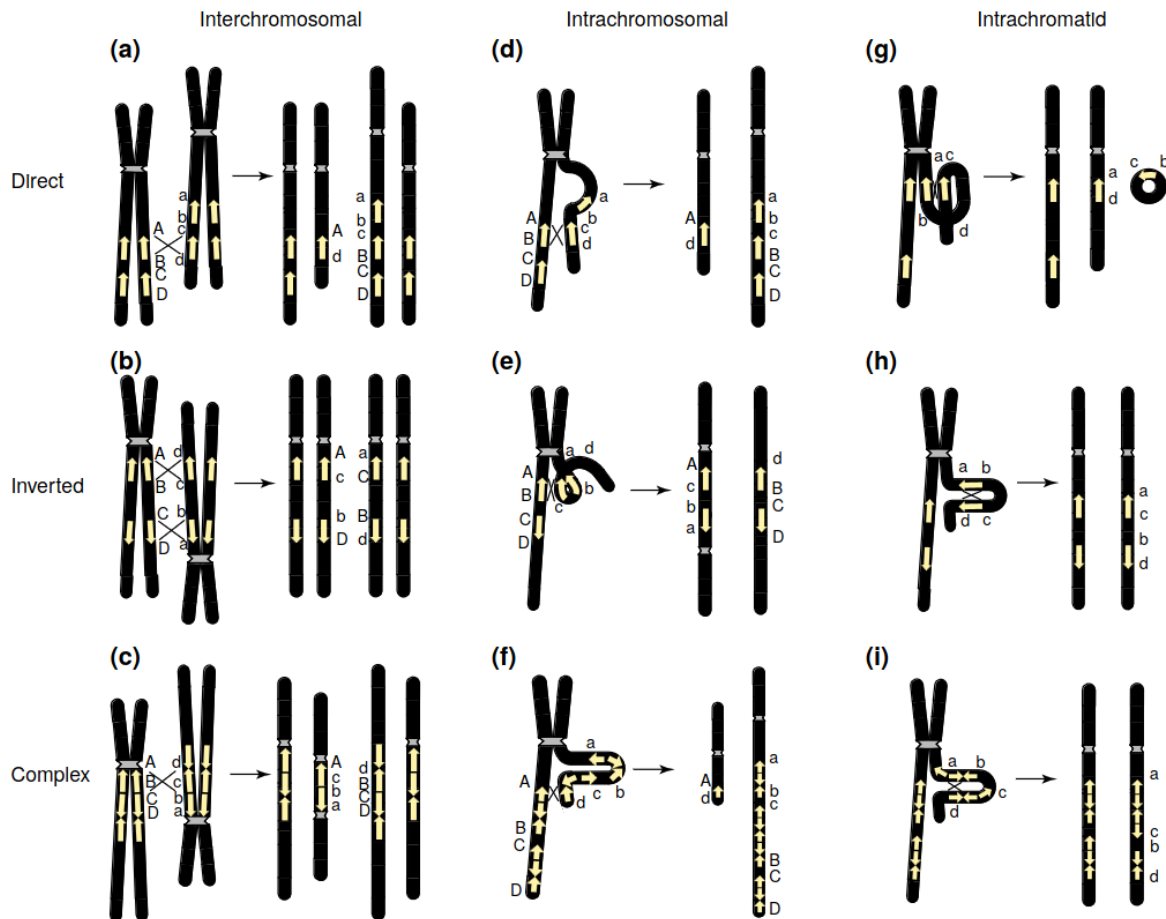 Interchromosomal Intrachromosomal IntrachromatId
(a) (d) (g)
DIrect
a
b
A c
B d
C
D
A
d
a
b
c
B
C
D
A
B
C
D
a
b
c
d
A
d
a
b
c
B
C
D
a c
b
d
a
d
c b
(b) (e) (h)
Inverted
A d
B c
C b
D a
A
c
b
D
a
C
B
d
A
B
C
D
a d
b
c
A
c
b
a
d
B
C
D
a b
d c
a
c
b
d
(c) (f) (i)
Complex
A d
B c
C b
D a
A
c
b
a
d
B
C
D
A
B
C
D
a
b
c
d
A
d
a
b
c
B
C
D
a b
d c
a
c
b
d